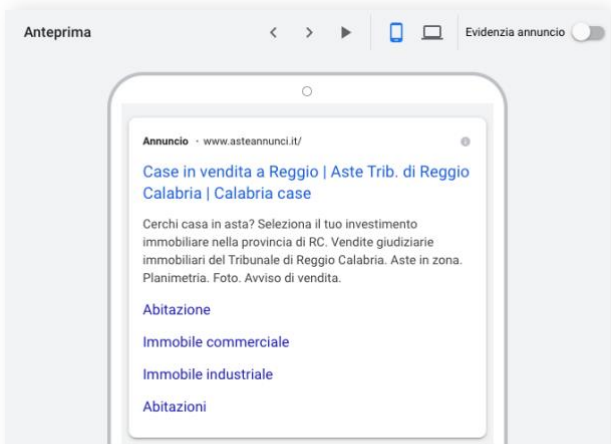 Anteprima
Evidenzia annuncio
Annuncio · www.asteannunci.it/
Case in vendita a Reggio | Aste Trib. di Reggio
Calabria | Calabria case
Cerchi casa in asta? Seleziona il tuo investimento
immobiliare nella provincia di RC. Vendite giudiziarie
immobiliari del Tribunale di Reggio Calabria. Aste in zona.
Planimetria. Foto. Avviso di vendita.
Abitazione
Immobile commerciale
Immobile industriale
Abitazioni